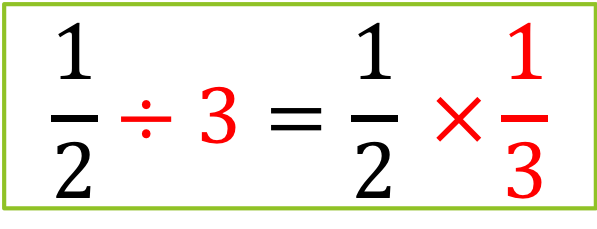 1/2 ÷ 3 = 1/2 × 1/3